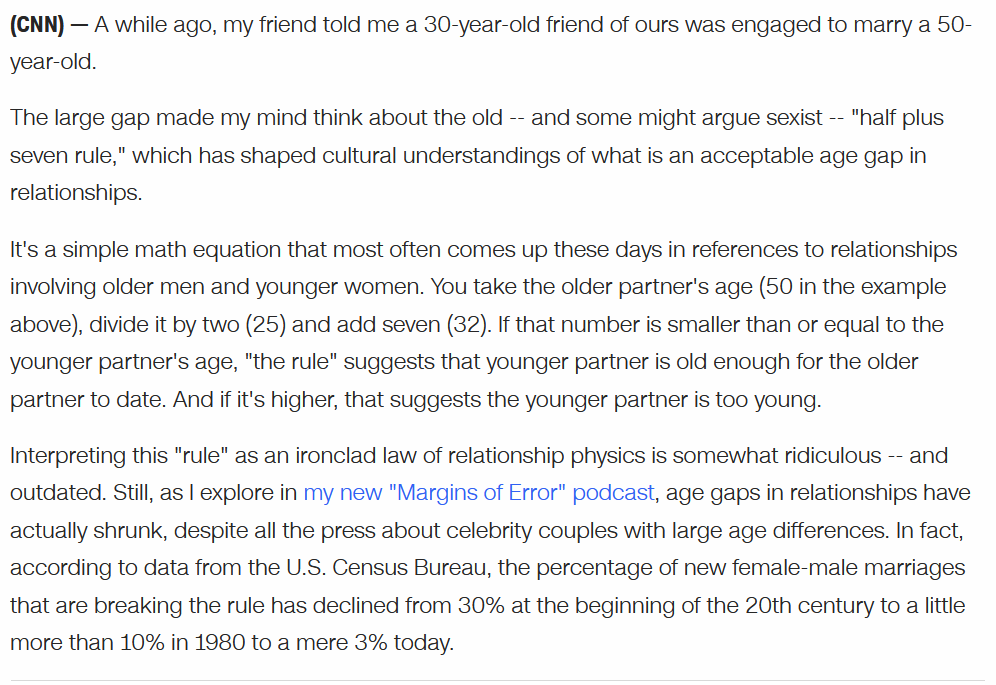 (CNN) — A while ago, my friend told me a 30-year-old friend of ours was engaged to marry a 50-
year-old.
The large gap made my mind think about the old -- and some might argue sexist -- "half plus
seven rule," which has shaped cultural understandings of what is an acceptable age gap in
relationships.
It's a simple math equation that most often comes up these days in references to relationships
involving older men and younger women. You take the older partner's age (50 in the example
above), divide it by two (25) and add seven (32). If that number is smaller than or equal to the
younger partner's age, "the rule" suggests that younger partner is old enough for the older
partner to date. And if it's higher, that suggests the younger partner is too young.
Interpreting this "rule" as an ironclad law of relationship physics is somewhat ridiculous -- and
outdated. Still, as I explore in my new "Margins of Error" podcast, age gaps in relationships have
actually shrunk, despite all the press about celebrity couples with large age differences. In fact,
according to data from the U.S. Census Bureau, the percentage of new female-male marriages
that are breaking the rule has declined from 30% at the beginning of the 20th century to a little
more than 10% in 1980 to a mere 3% today.